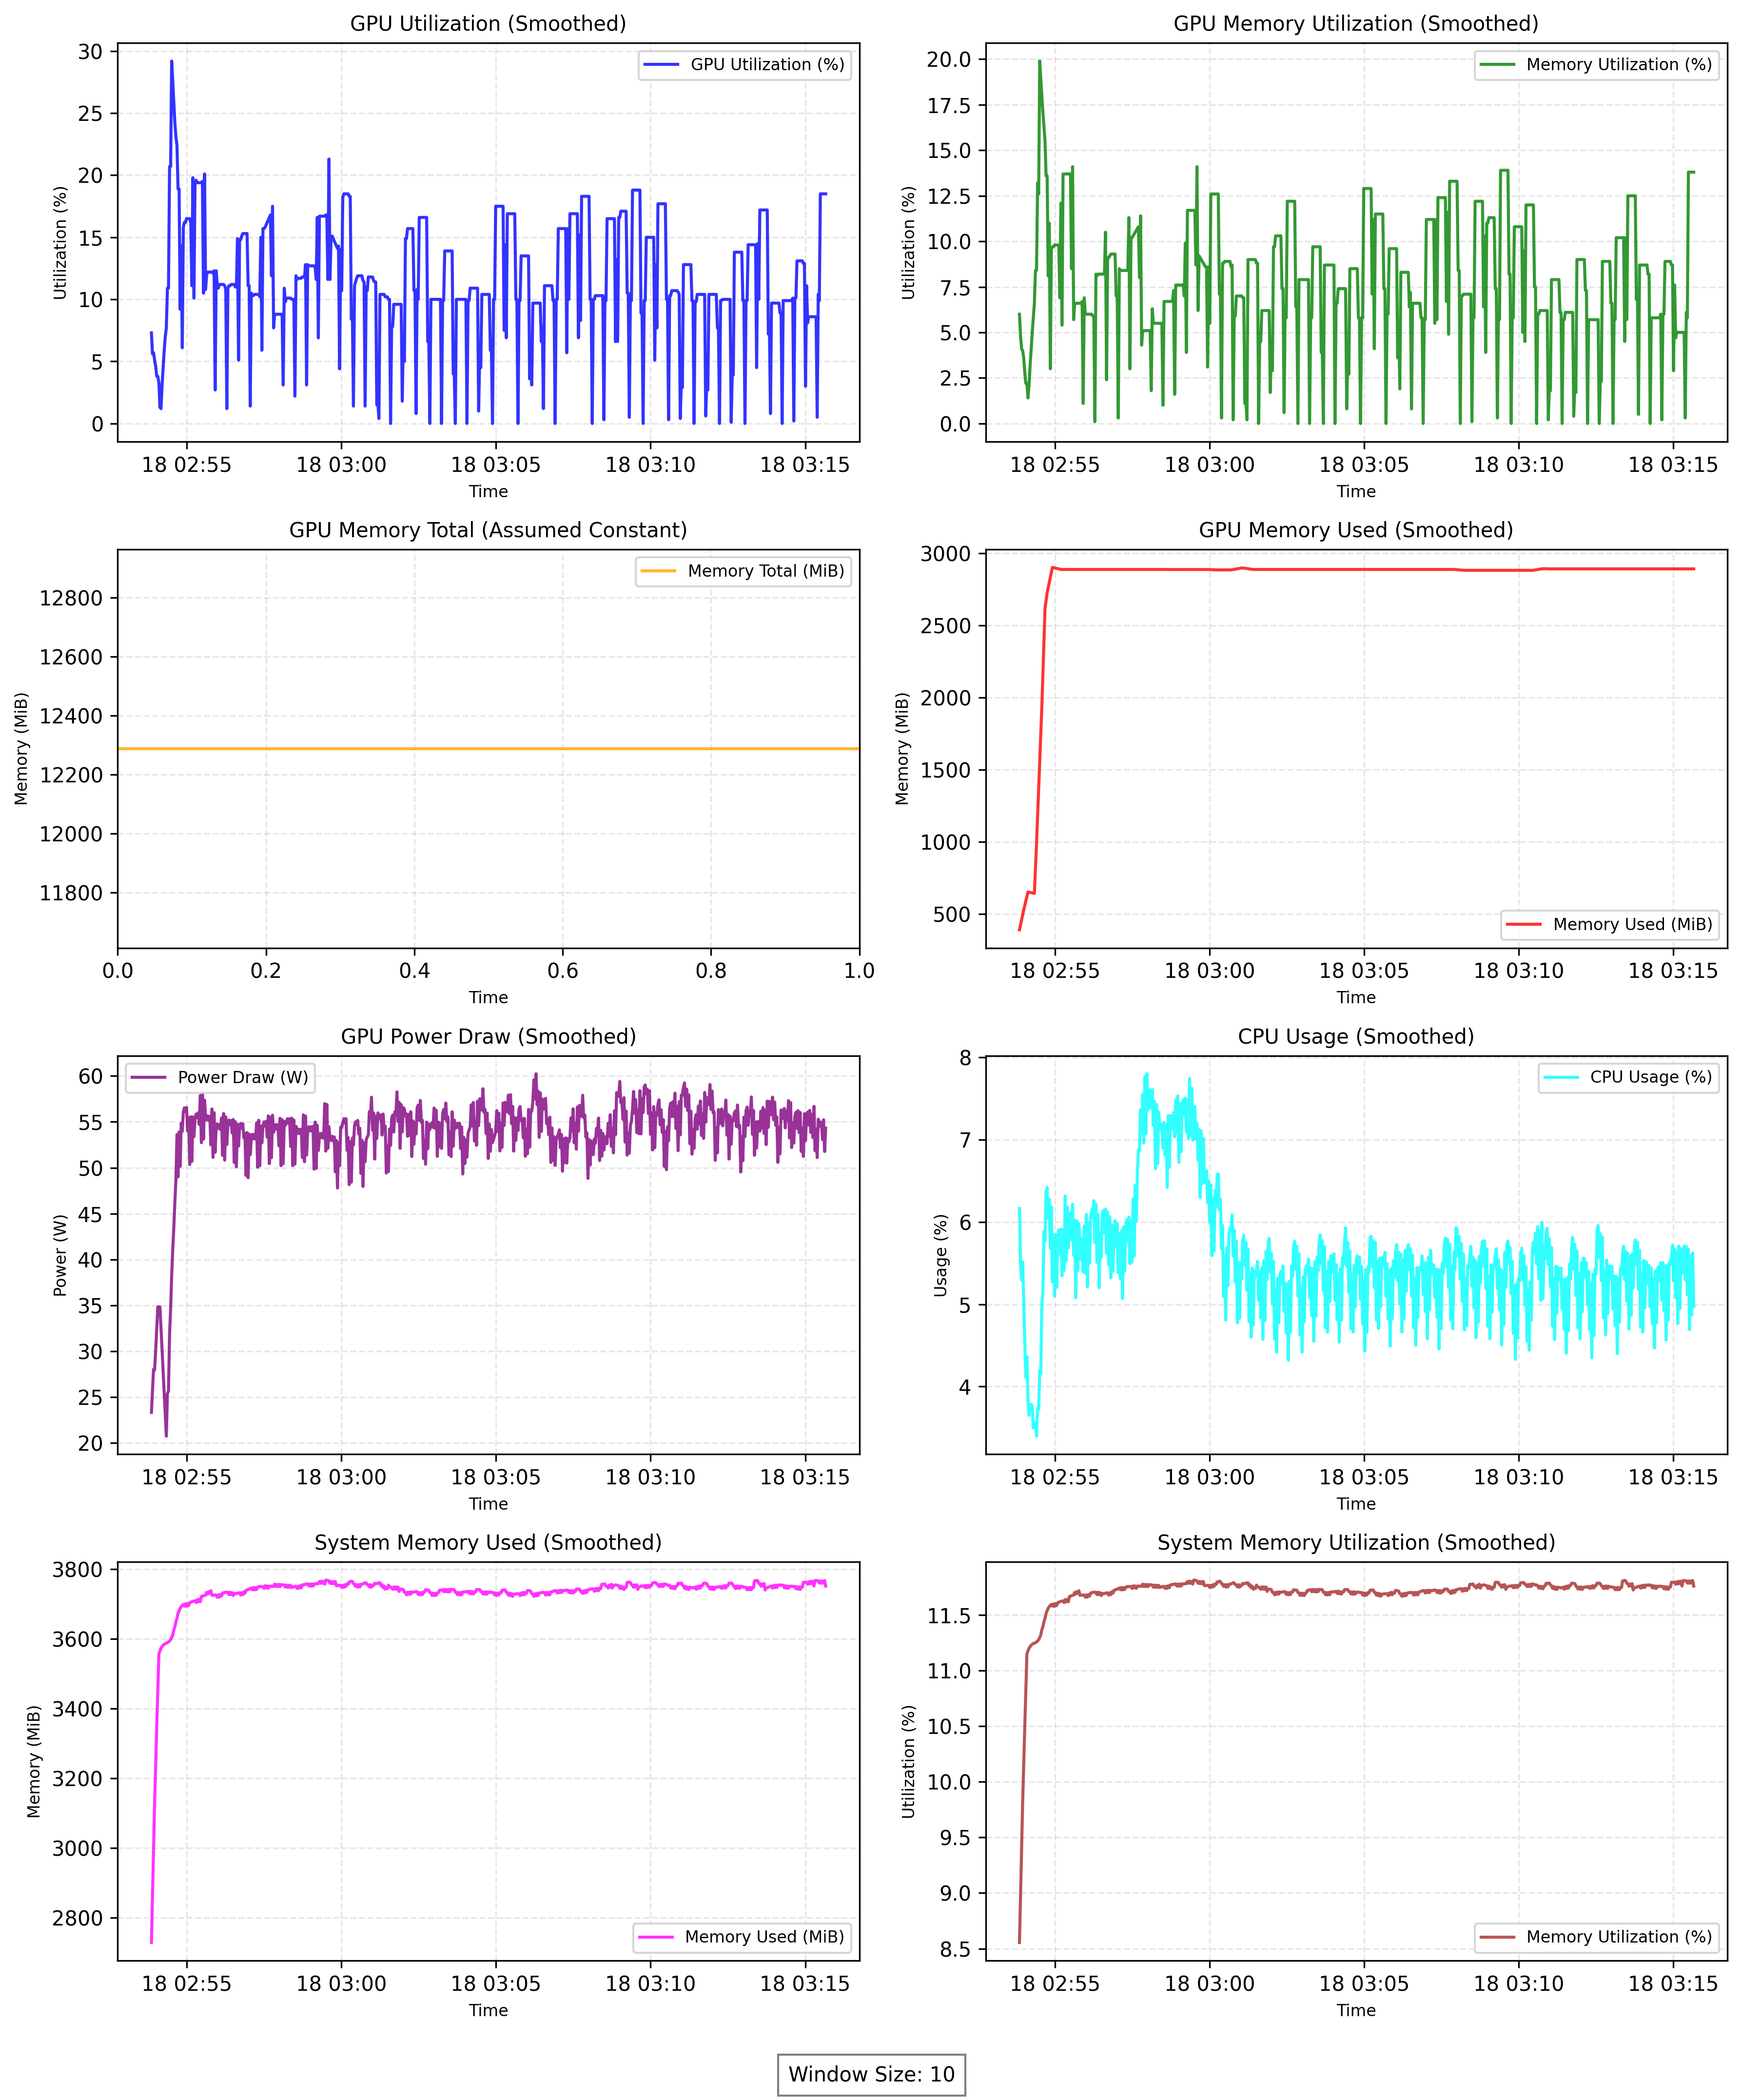 GPU Utilization (Smoothed)
Utilization (%)
30
25
20
15
10
5
0
GPU Utilization (%)
18 02:55 18 03:00 18 03:05 18 03:10 18 03:15
Time
GPU Memory Utilization (Smoothed)
Utilization (%)
20.0
17.5
15.0
12.5
10.0
7.5
5.0
2.5
0.0
Memory Utilization (%)
18 02:55 18 03:00 18 03:05 18 03:10 18 03:15
Time
GPU Memory Total (Assumed Constant)
Memory (MiB)
12800
12600
12400
12200
12000
11800
Memory Total (MiB)
0.0 0.2 0.4 0.6 0.8 1.0
Time
GPU Memory Used (Smoothed)
Memory (MiB)
3000
2500
2000
1500
1000
500
Memory Used (MiB)
18 02:55 18 03:00 18 03:05 18 03:10 18 03:15
Time
GPU Power Draw (Smoothed)
Power (W)
60
55
50
45
40
35
30
25
20
Power Draw (W)
18 02:55 18 03:00 18 03:05 18 03:10 18 03:15
Time
CPU Usage (Smoothed)
Usage (%)
8
7
6
5
4
CPU Usage (%)
18 02:55 18 03:00 18 03:05 18 03:10 18 03:15
Time
System Memory Used (Smoothed)
Memory (MiB)
3800
3600
3400
3200
3000
2800
Memory Used (MiB)
18 02:55 18 03:00 18 03:05 18 03:10 18 03:15
Time
System Memory Utilization (Smoothed)
Utilization (%)
11.5
11.0
10.5
10.0
9.5
9.0
8.5
Memory Utilization (%)
18 02:55 18 03:00 18 03:05 18 03:10 18 03:15
Time
Window Size: 10